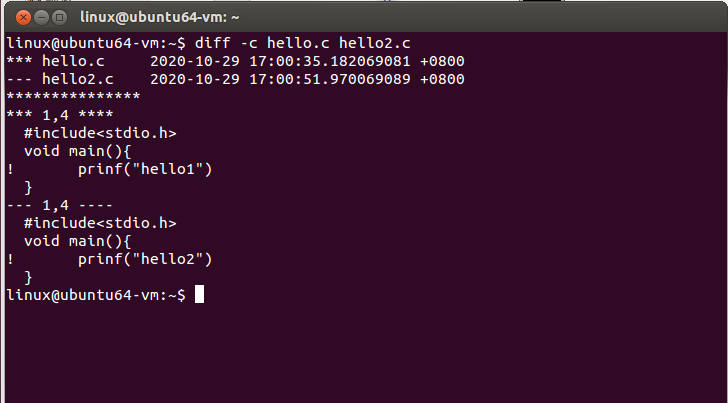 linux@ubuntu64-vm: ~
linux@ubuntu64-vm:~$ diff -c hello.c hello2.c
*** hello.c     2020-10-29 17:00:35.182069081 +0800
--- hello2.c    2020-10-29 17:00:51.970069089 +0800
***************
*** 1,4 ****
  #include<stdio.h>
  void main(){
!       prinf("hello1")
  }
--- 1,4 ----
  #include<stdio.h>
  void main(){
!       prinf("hello2")
  }
linux@ubuntu64-vm:~$